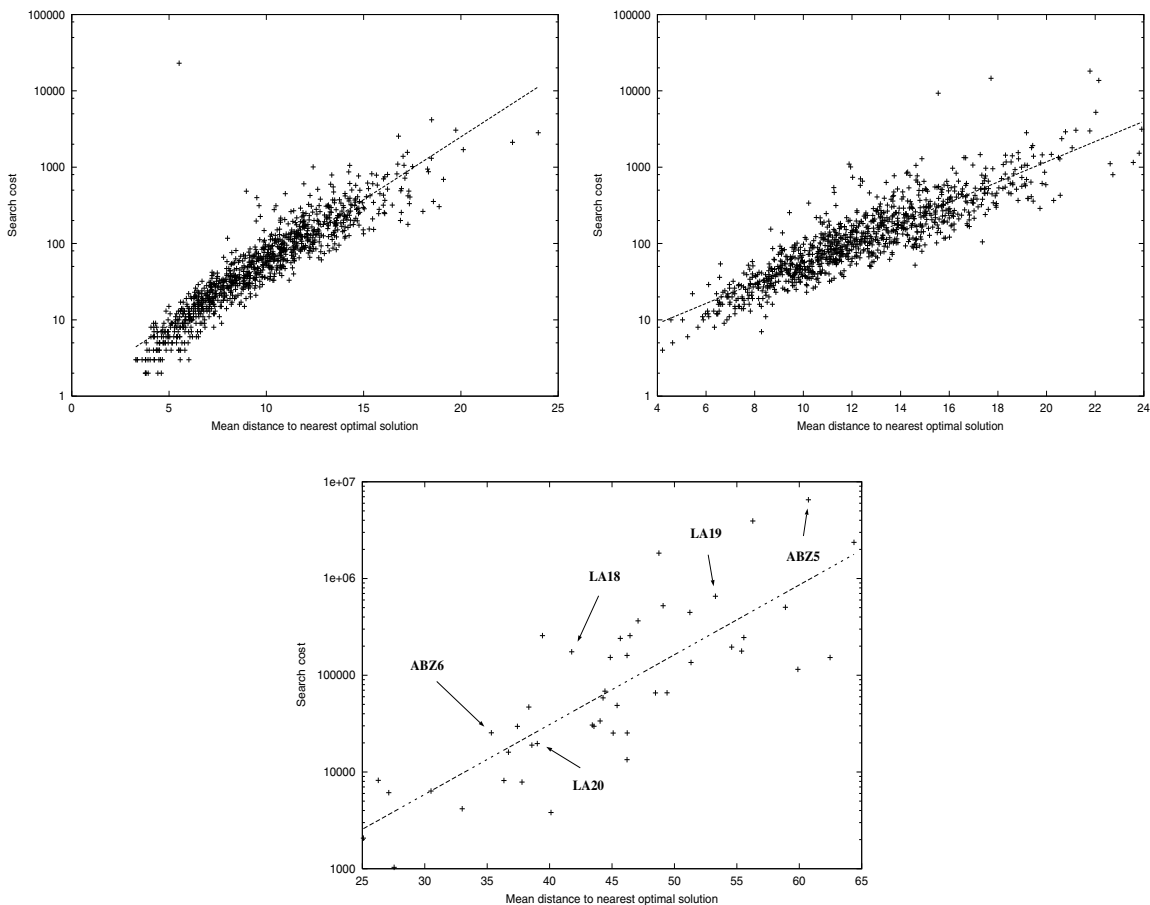 100000
10000
1000
100
10
1
Search cost
0 5 10 15 20 25
Mean distance to nearest optimal solution
100000
10000
1000
100
10
1
Search cost
4 6 8 10 12 14 16 18 20 22 24
Mean distance to nearest optimal solution
1e+07
1e+06
100000
10000
1000
Search cost
LA19
ABZ5
LA18
ABZ6
LA20
25 30 35 40 45 50 55 60 65
Mean distance to nearest optimal solution